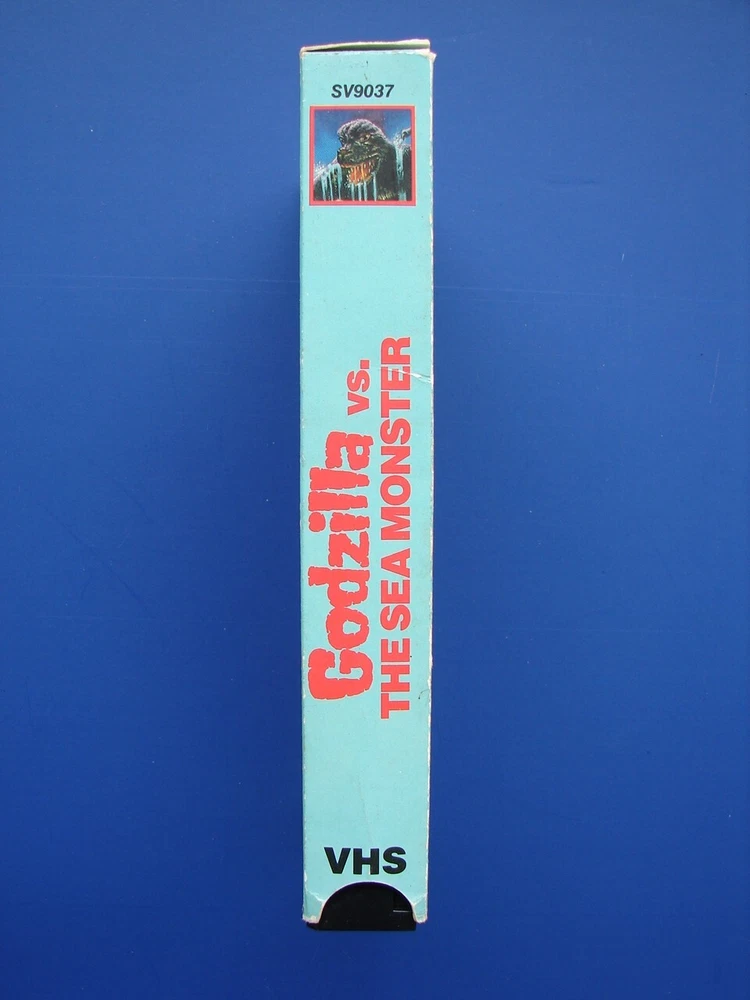 SV9037
Godzilla vs.
THE SEA MONSTER
VHS